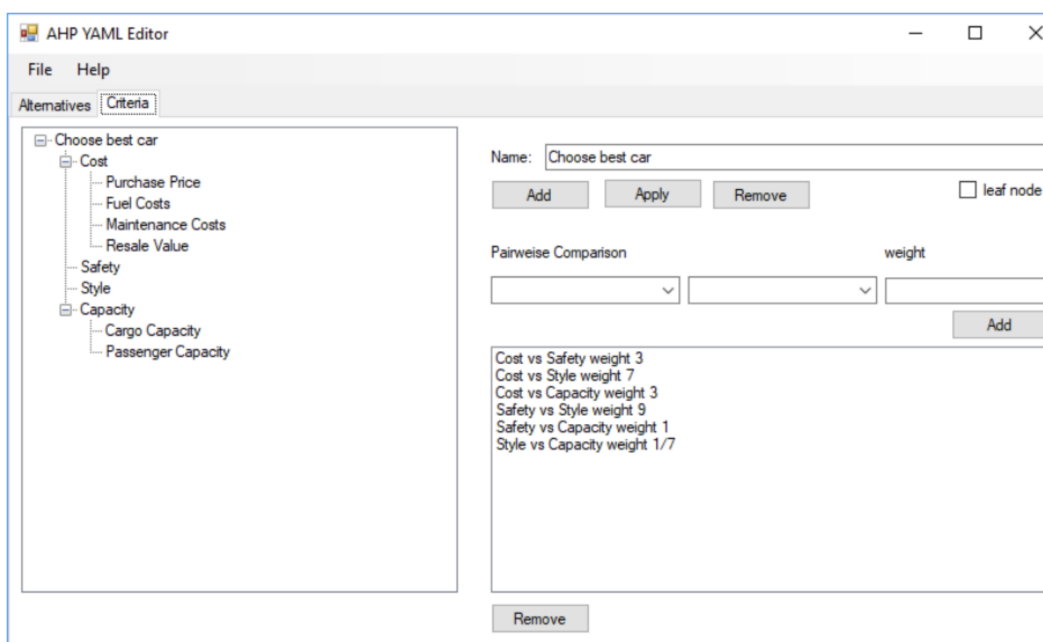 AHP YAML Editor
File Help
Alternatives Criteria
Choose best car
Cost
Purchase Price
Fuel Costs
Maintenance Costs
Resale Value
Safety
Style
Capacity
Cargo Capacity
Passenger Capacity
Name: Choose best car
Add Apply Remove leaf node
Pairweise Comparison weight
Add
Cost vs Safety weight 3
Cost vs Style weight 7
Cost vs Capacity weight 3
Safety vs Style weight 9
Safety vs Capacity weight 1
Style vs Capacity weight 1/7
Remove